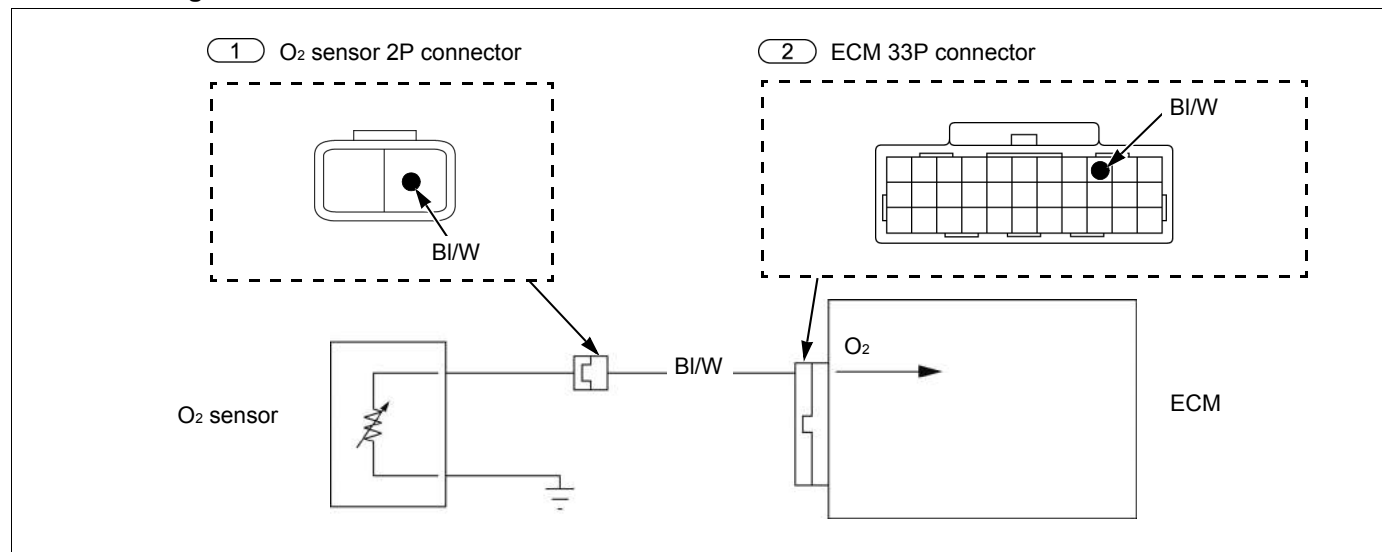 1 O2 sensor 2P connector
2 ECM 33P connector
Bl/W
Bl/W
Bl/W
O2
O2 sensor
ECM